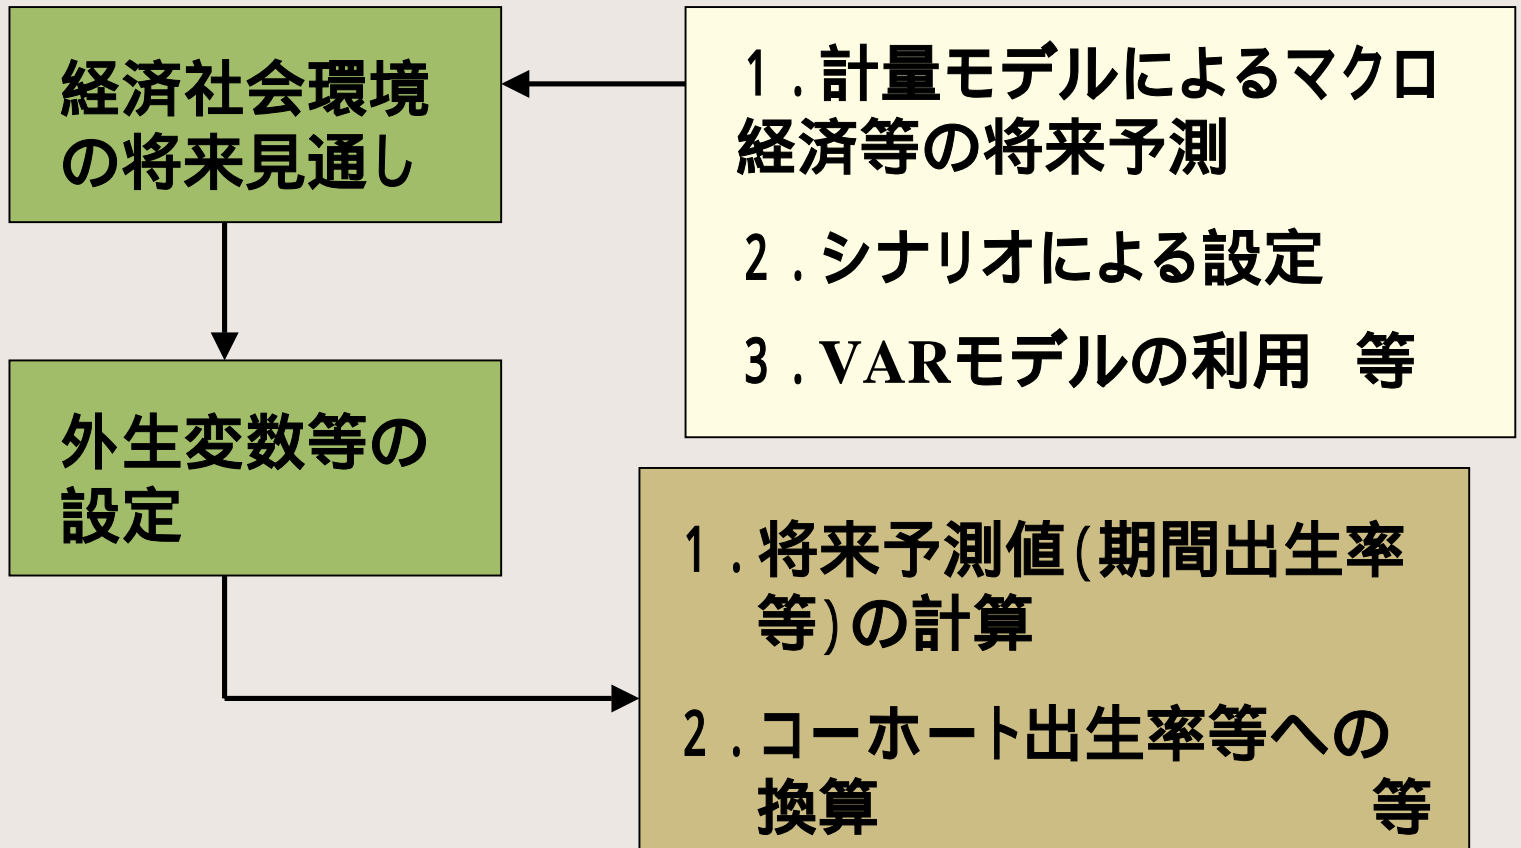 経済社会環境
の将来見通し
1.計量モデルによるマクロ
経済等の将来予測
2.シナリオによる設定
3.VARモデルの利用 等
外生変数等の
設定
1.将来予測値(期間出生率
等)の計算
2.コーホート出生率等への
換算 等